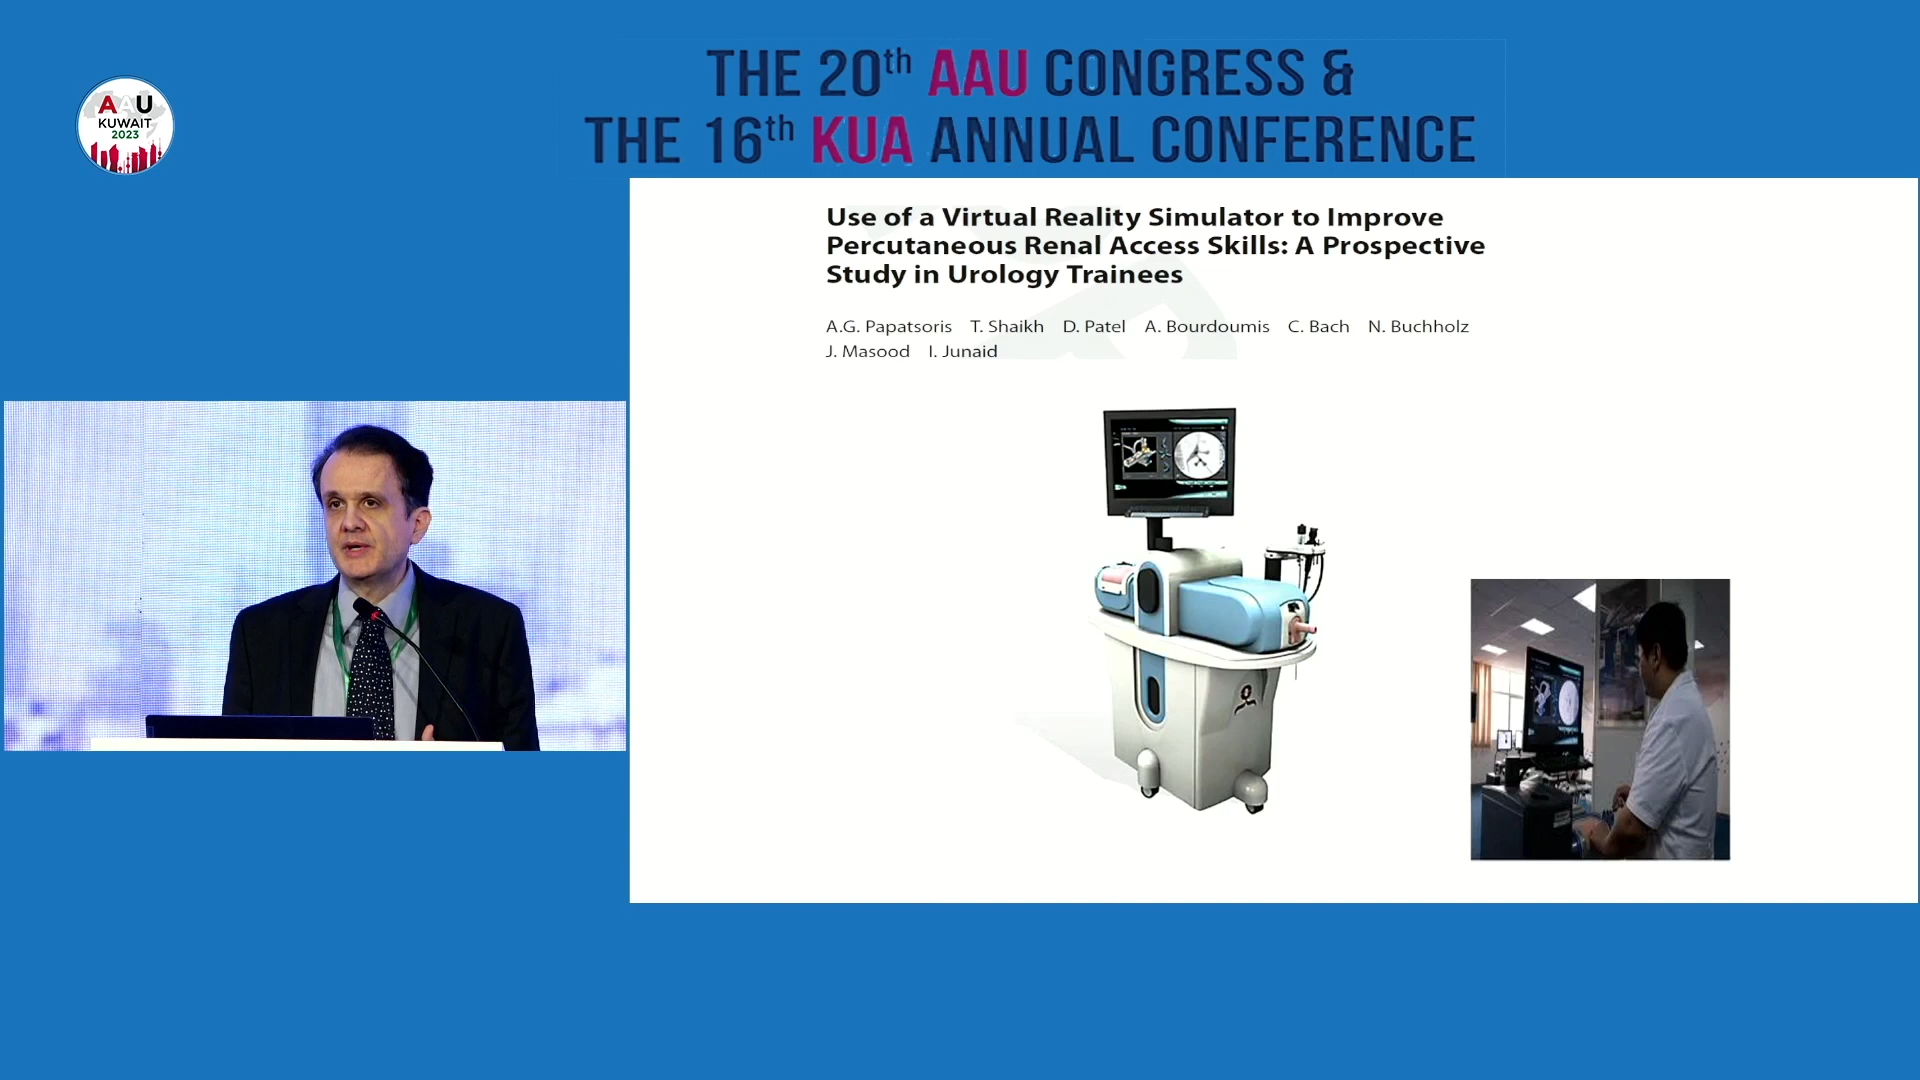 THE 20th AAU CONGRESS &
THE 16th KUA ANNUAL CONFERENCE
AAU
KUWAIT
2023
Use of a Virtual Reality Simulator to Improve
Percutaneous Renal Access Skills: A Prospective
Study in Urology Trainees
A.G. Papatsoris T. Shaikh D. Patel A. Bourdoumis C. Bach N. Buchholz
J. Masood I. Junaid